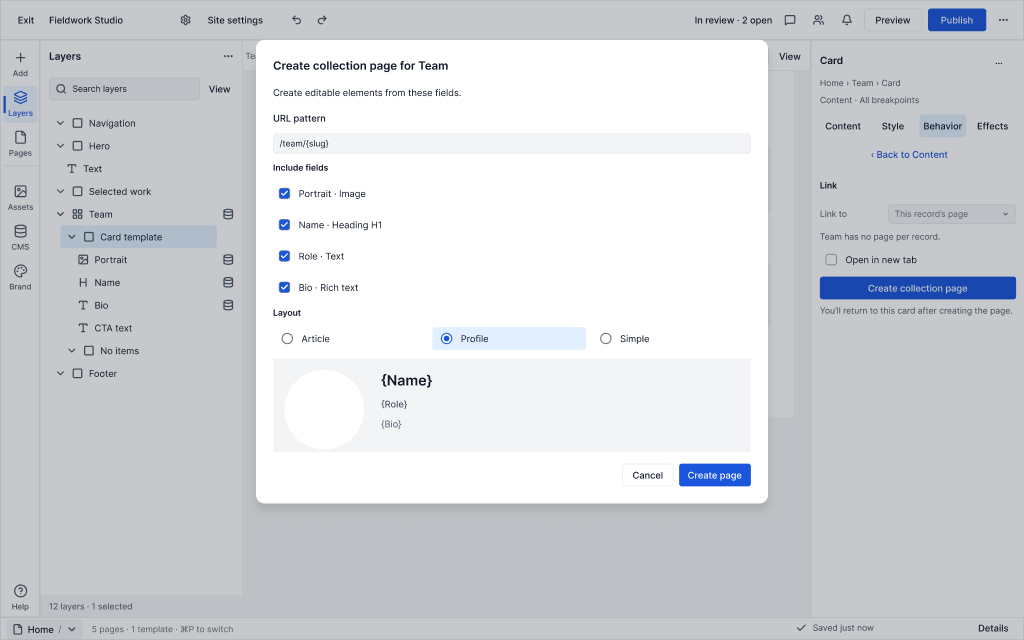 Exit Fieldwork Studio Site settings In review · 2 open Preview Publish
Add
Layers
Pages
Assets
CMS
Brand
Help
Layers
Search layers View
Navigation
Hero
Text
Selected work
Team
Card template
Portrait
Name
Bio
CTA text
No items
Footer
12 layers · 1 selected
View
Create collection page for Team
Create editable elements from these fields.
URL pattern
/team/{slug}
Include fields
Portrait · Image
Name · Heading H1
Role · Text
Bio · Rich text
Layout
Article Profile Simple
{Name}
{Role}
{Bio}
Cancel Create page
Card
Home › Team › Card
Content · All breakpoints
Content Style Behavior Effects
‹ Back to Content
Link
Link to This record's page
Team has no page per record.
Open in new tab
Create collection page
You'll return to this card after creating the page.
Home / 5 pages · 1 template · ⌘P to switch Saved just now Details